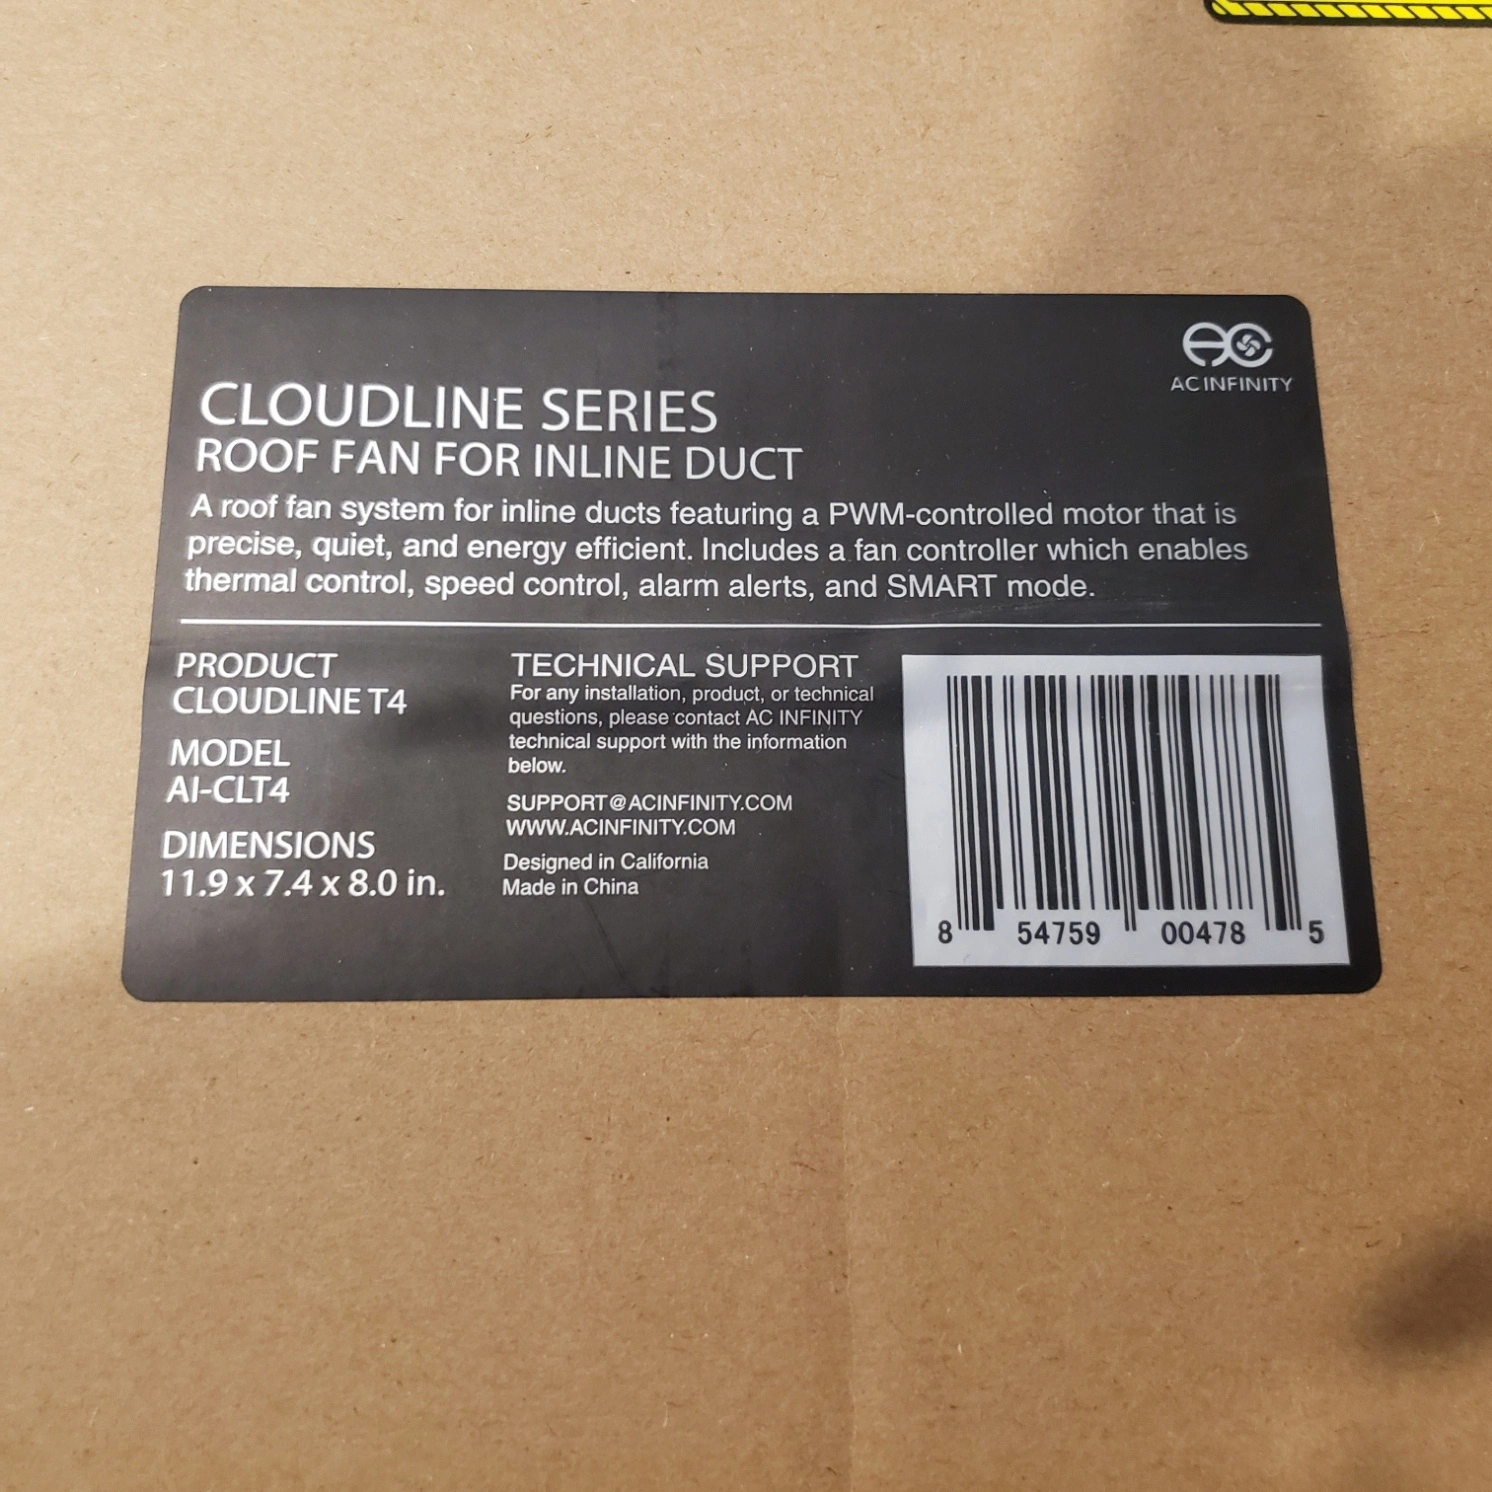 AC INFINITY
CLOUDLINE SERIES
ROOF FAN FOR INLINE DUCT
A roof fan system for inline ducts featuring a PWM-controlled motor that is
precise, quiet, and energy efficient. Includes a fan controller which enables
thermal control, speed control, alarm alerts, and SMART mode.
PRODUCT
CLOUDLINE T4
MODEL
AI-CLT4
DIMENSIONS
11.9 x 7.4 x 8.0 in.
TECHNICAL SUPPORT
For any installation, product, or technical
questions, please contact AC INFINITY
technical support with the information
below.
SUPPORT@ACINFINITY.COM
WWW.ACINFINITY.COM
Designed in California
Made in China
8 54759 00478 5